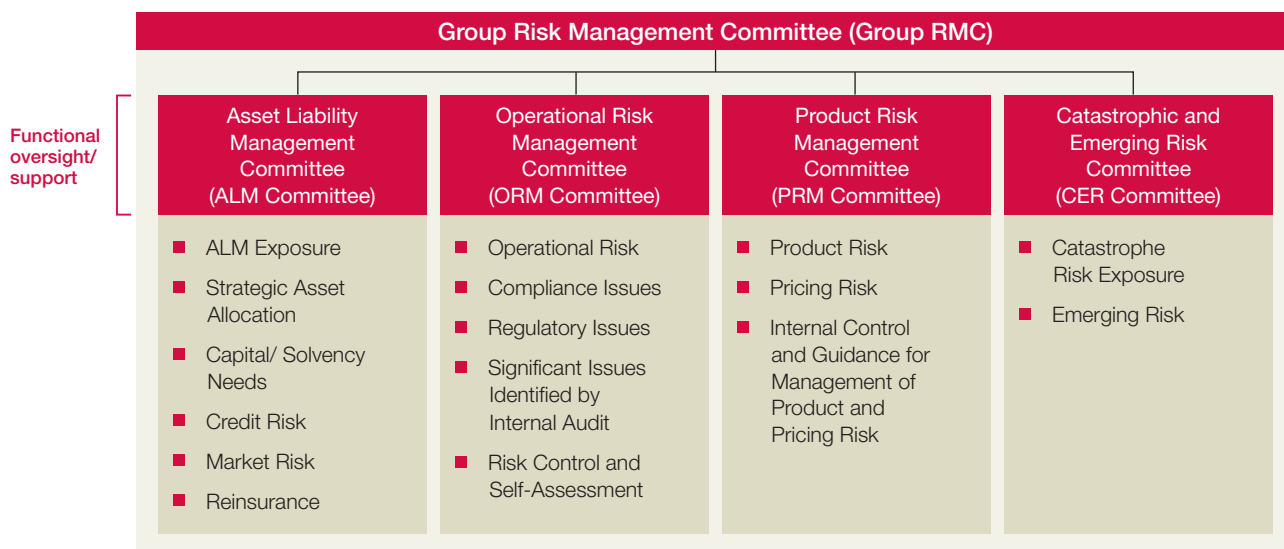 Group Risk Management Committee (Group RMC)
Functional
oversight/
support
Asset Liability
Management
Committee
(ALM Committee)
ALM Exposure
Strategic Asset
Allocation
Capital/ Solvency
Needs
Credit Risk
Market Risk
Reinsurance
Operational Risk
Management
Committee
(ORM Committee)
Operational Risk
Compliance Issues
Regulatory Issues
Significant Issues
Identified by
Internal Audit
Risk Control and
Self-Assessment
Product Risk
Management
Committee
(PRM Committee)
Product Risk
Pricing Risk
Internal Control
and Guidance for
Management of
Product and
Pricing Risk
Catastrophic and
Emerging Risk
Committee
(CER Committee)
Catastrophe
Risk Exposure
Emerging Risk